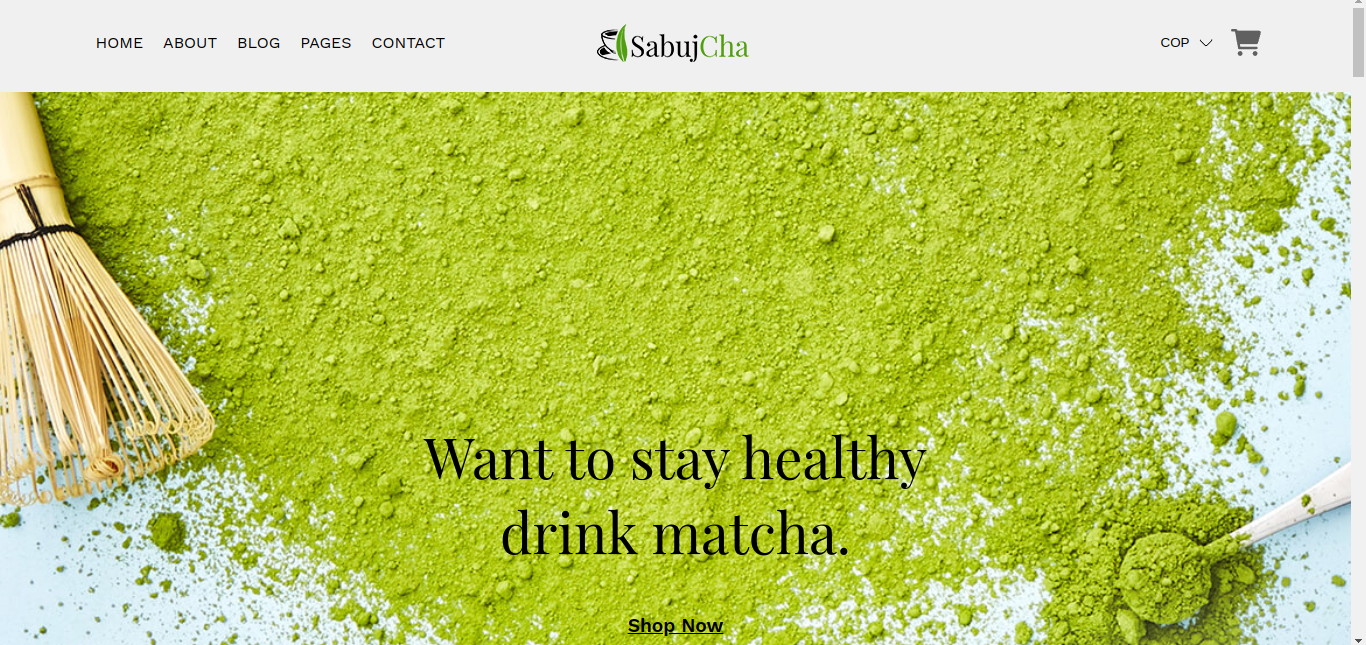 HOME ABOUT BLOG PAGES CONTACT SabujCha COP
Want to stay healthy
drink matcha.
Shop Now